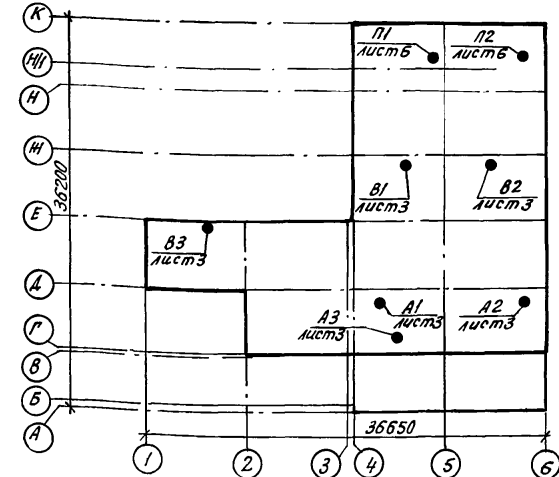 К
П1
лист6
П2
лист6
Н/1
Н
Ж
36200
В1
лист3
В2
лист3
Е
В3
лист3
Д
А3
лист3
А1
лист3
А2
лист3
Г
В
Б
А
36650
1
2
3
4
5
6